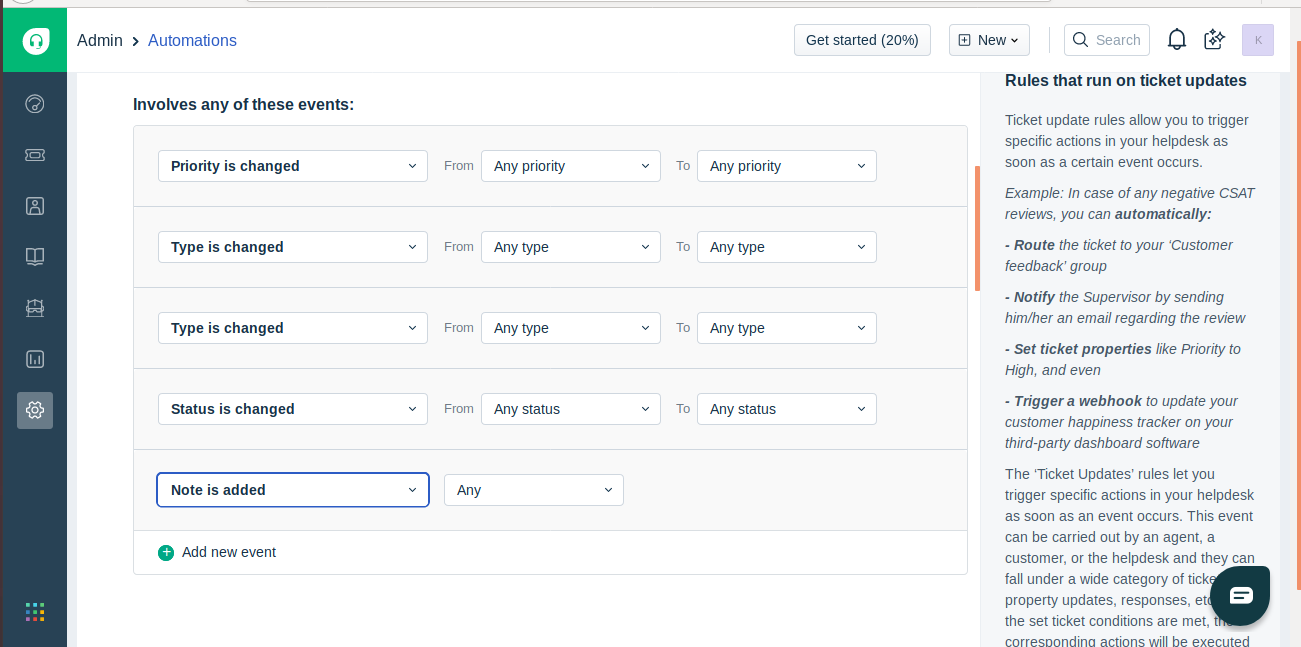 Admin > Automations
Get started (20%)
New
Search
K
Involves any of these events:
Priority is changed From Any priority To Any priority
Type is changed From Any type To Any type
Type is changed From Any type To Any type
Status is changed From Any status To Any status
Note is added Any
Add new event
Rules that run on ticket updates
Ticket update rules allow you to trigger
specific actions in your helpdesk as
soon as a certain event occurs.
Example: In case of any negative CSAT
reviews, you can automatically:
- Route the ticket to your ‘Customer
feedback’ group
- Notify the Supervisor by sending
him/her an email regarding the review
- Set ticket properties like Priority to
High, and even
- Trigger a webhook to update your
customer happiness tracker on your
third-party dashboard software
The ‘Ticket Updates’ rules let you
trigger specific actions in your helpdesk
as soon as an event occurs. This event
can be carried out by an agent, a
customer, or the helpdesk and they can
fall under a wide category of
property updates, responses,
the set ticket conditions are met,
corresponding actions will be executed